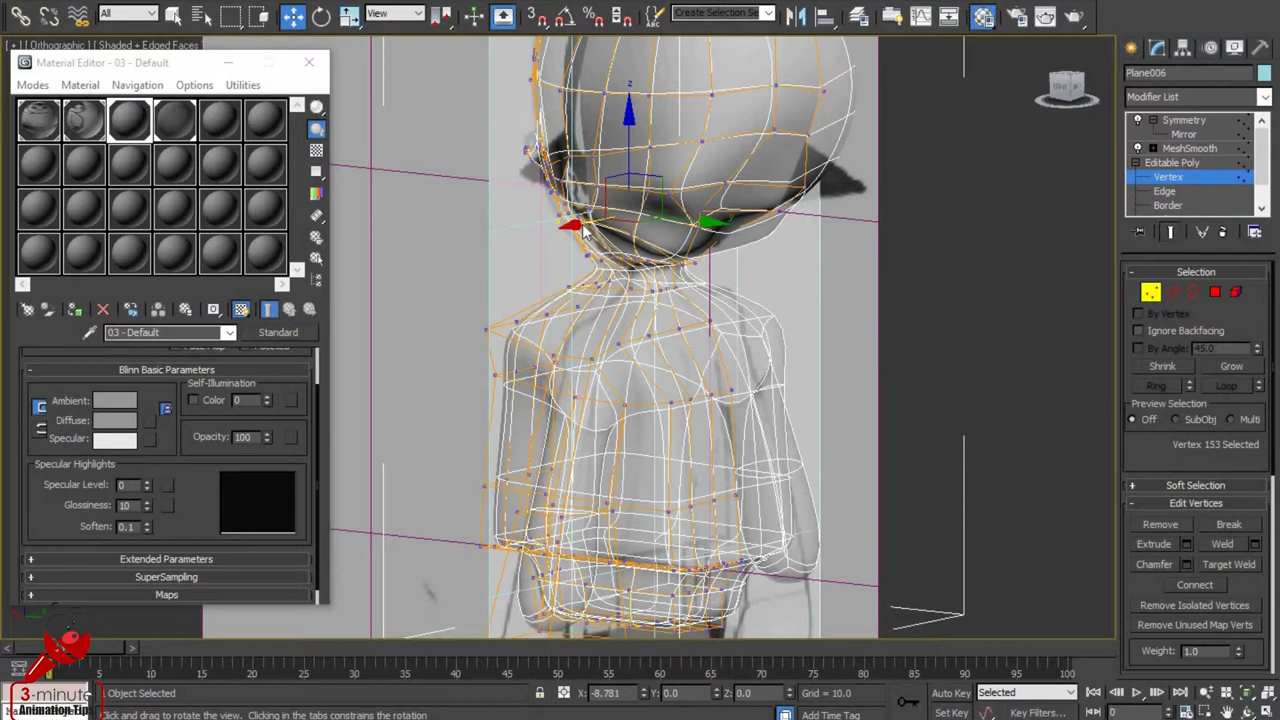 All
View
Create Selection Se
[ + ] [ Orthographic ] [ Shaded + Edged Faces ]
Material Editor - 03 - Default
Modes Material Navigation Options Utilities
03 - Default Standard
Blinn Basic Parameters
Self-Illumination
Ambient: Color 0
Diffuse:
Specular: Opacity: 100
Specular Highlights
Specular Level: 0
Glossiness: 10
Soften: 0.1
Extended Parameters
SuperSampling
Maps
z
Plane006
Modifier List
Symmetry
Mirror
MeshSmooth
Editable Poly
Vertex
Edge
Border
Selection
By Vertex
Ignore Backfacing
By Angle: 45.0
Shrink Grow
Ring Loop
Preview Selection
Off SubObj Multi
Vertex 153 Selected
Soft Selection
Edit Vertices
Remove Break
Extrude Weld
Chamfer Target Weld
Connect
Remove Isolated Vertices
Remove Unused Map Verts
Weight: 1.0
5 10 15 20 25 30 35 40 45 50 55 60 65 70 75 80 85 90 95 100
3-minute
Animation Tips
1 Object Selected X: -8.781 Y: 0.0 Z: 0.0 Grid = 10.0 Auto Key Selected
Click and drag to rotate the view. Clicking in the tabs constrains the rotation Add Time Tag Set Key Key Filters... 0